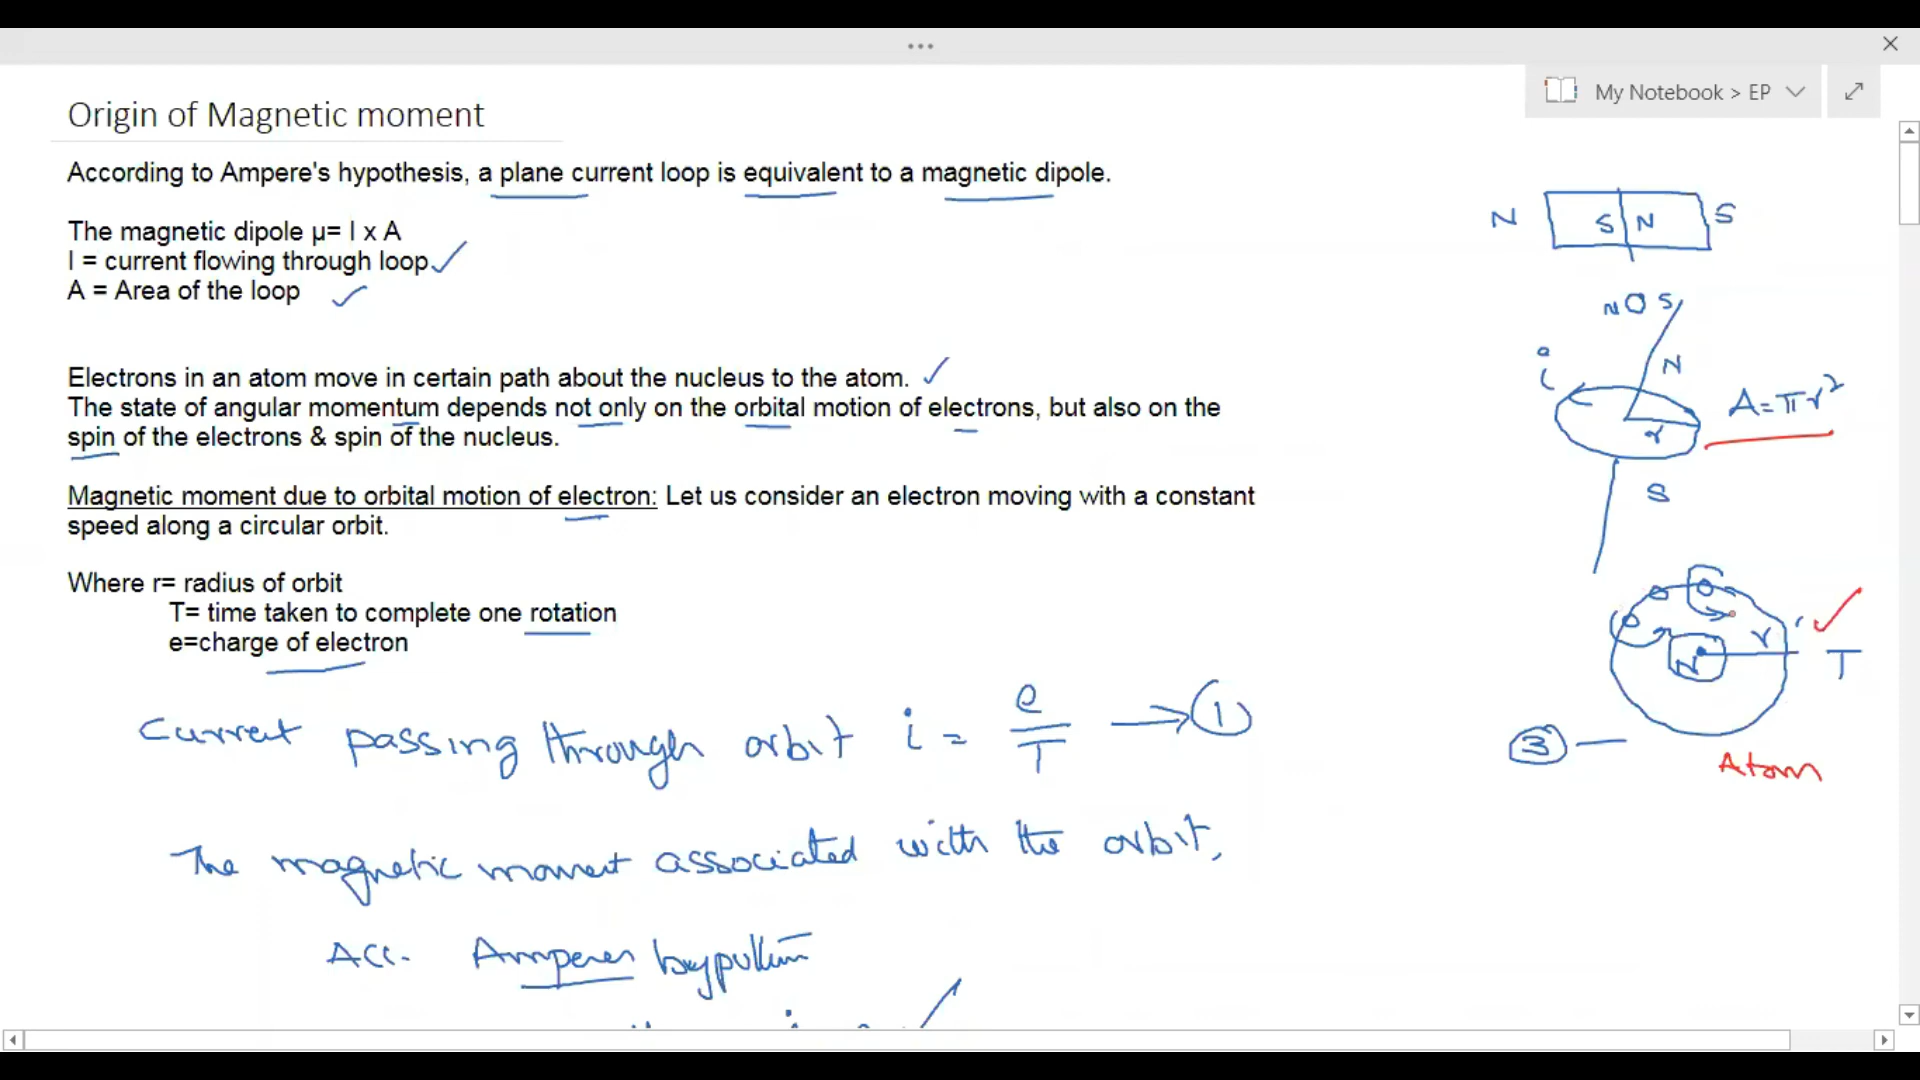 My Notebook > EP
Origin of Magnetic moment
According to Ampere's hypothesis, a plane current loop is equivalent to a magnetic dipole.
The magnetic dipole μ= I x A
I = current flowing through loop
A = Area of the loop
Electrons in an atom move in certain path about the nucleus to the atom.
The state of angular momentum depends not only on the orbital motion of electrons, but also on the
spin of the electrons & spin of the nucleus.
Magnetic moment due to orbital motion of electron: Let us consider an electron moving with a constant
speed along a circular orbit.
Where r= radius of orbit
T= time taken to complete one rotation
e=charge of electron
Current passing through orbit i = e/T → 1
The magnetic moment associated with the orbit,
Acc. Amperes
N S N S
N S
i N
r A=πr²
S
r
N T
3
Atom